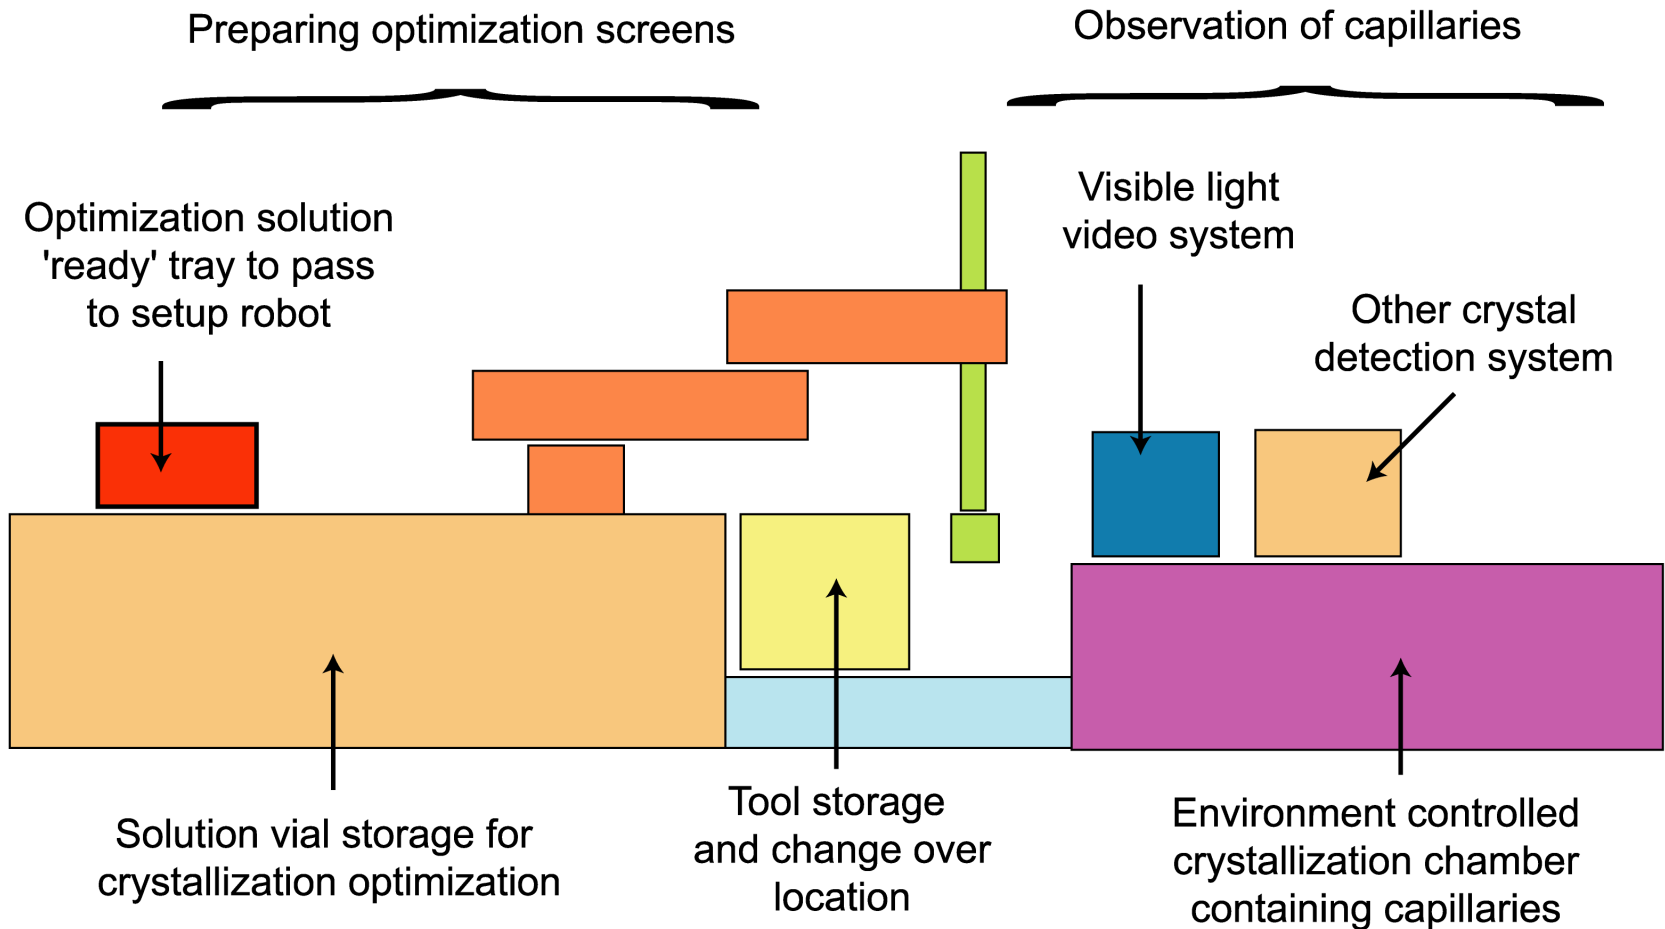 Preparing optimization screens
Observation of capillaries
Optimization solution
'ready' tray to pass
to setup robot
Visible light
video system
Other crystal
detection system
Solution vial storage for
crystallization optimization
Tool storage
and change over
location
Environment controlled
crystallization chamber
containing capillaries